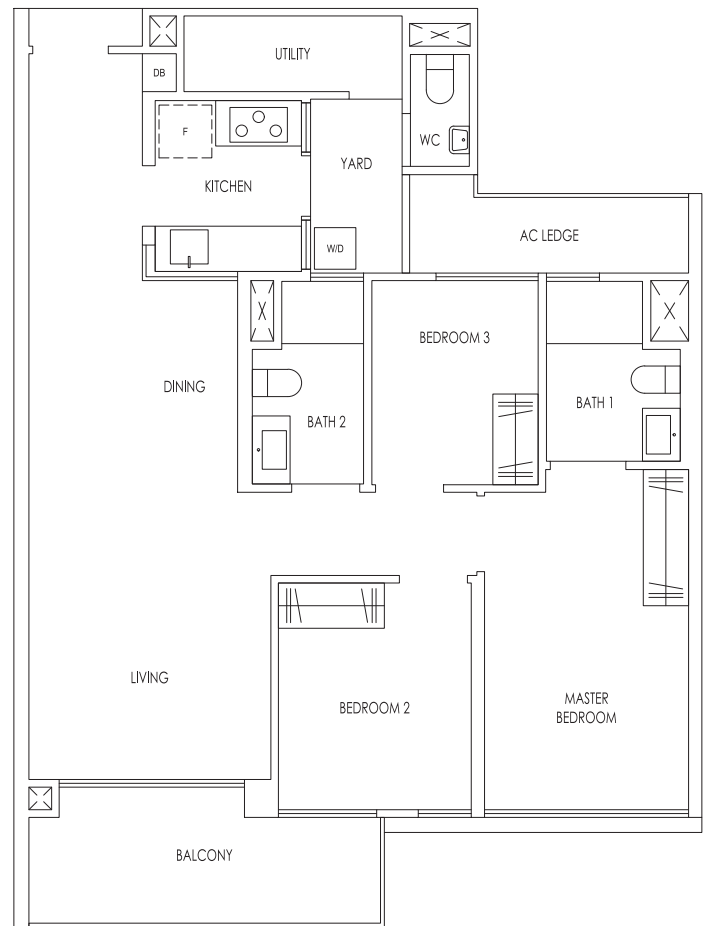 UTILITY
DB
F
YARD
WC
KITCHEN
W/D
AC LEDGE
BEDROOM 3
DINING
BATH 2
BATH 1
LIVING
BEDROOM 2
MASTER
BEDROOM
BALCONY